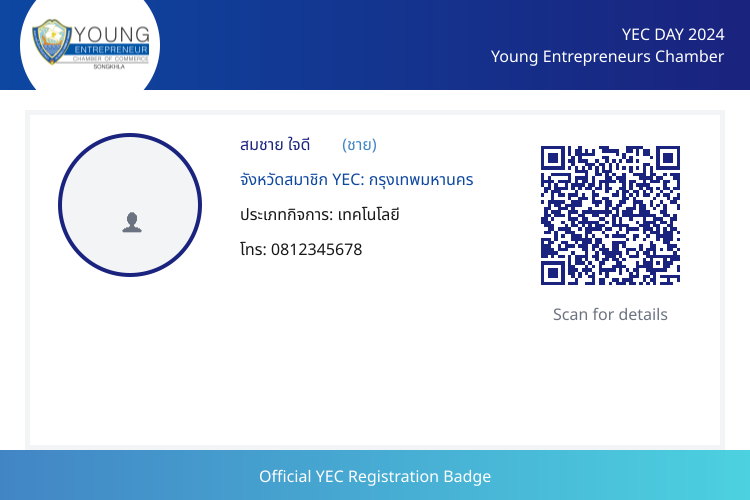 YOUNG
ENTREPRENEUR
CHAMBER OF COMMERCE
SONGKHLA
YEC DAY 2024
Young Entrepreneurs Chamber
สมชาย ใจดี (ชาย)
จังหวัดสมาชิก YEC: กรุงเทพมหานคร
ประเภทกิจการ: เทคโนโลยี
โทร: 0812345678
Scan for details
Official YEC Registration Badge